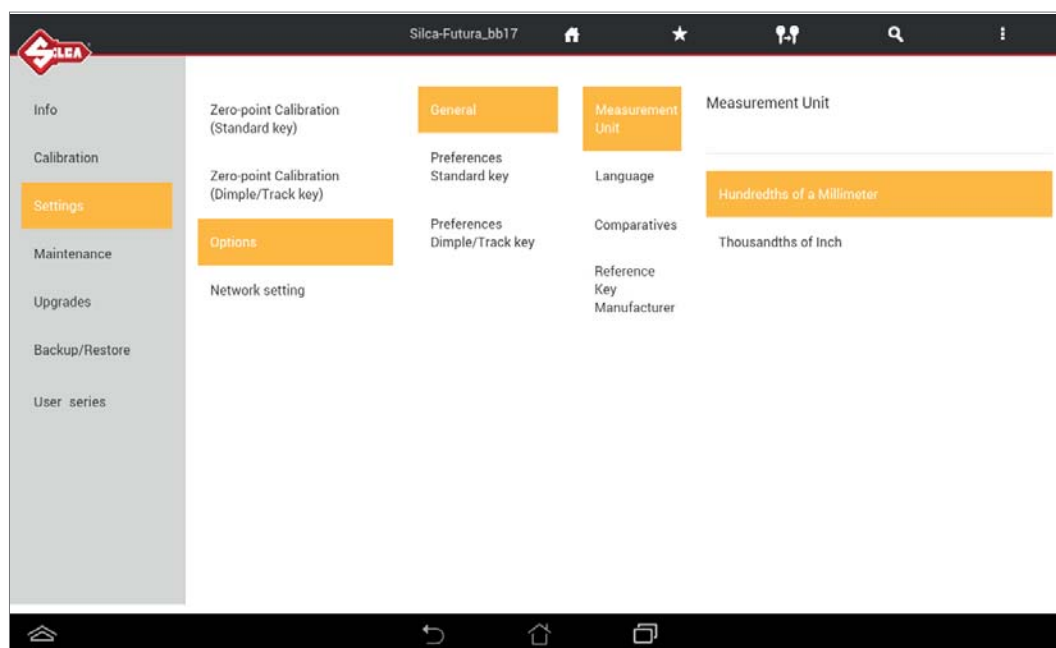 SILCA
Silca-Futura_bb17
Info
Calibration
Settings
Maintenance
Upgrades
Backup/Restore
User series
Zero-point Calibration
(Standard key)
Zero-point Calibration
(Dimple/Track key)
Options
Network setting
General
Preferences
Standard key
Preferences
Dimple/Track key
Measurement
Unit
Language
Comparatives
Reference
Key
Manufacturer
Measurement Unit
Hundredths of a Millimeter
Thousandths of Inch